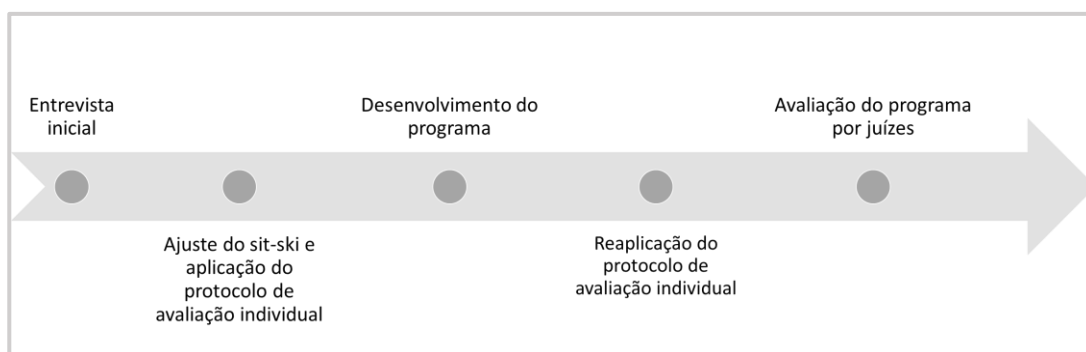 Entrevista
inicial
Ajuste do sit-ski e
aplicação do
protocolo de
avaliação individual
Desenvolvimento do
programa
Reaplicação do
protocolo de
avaliação individual
Avaliação do programa
por juízes